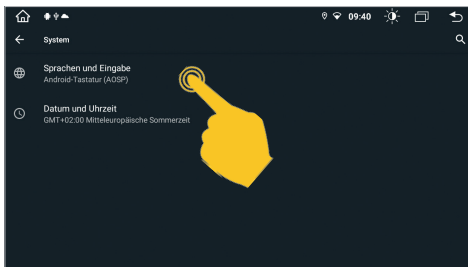 09:40
System
Sprachen und Eingabe
Android-Tastatur (AOSP)
Datum und Uhrzeit
GMT+02:00 Mitteleuropäische Sommerzeit